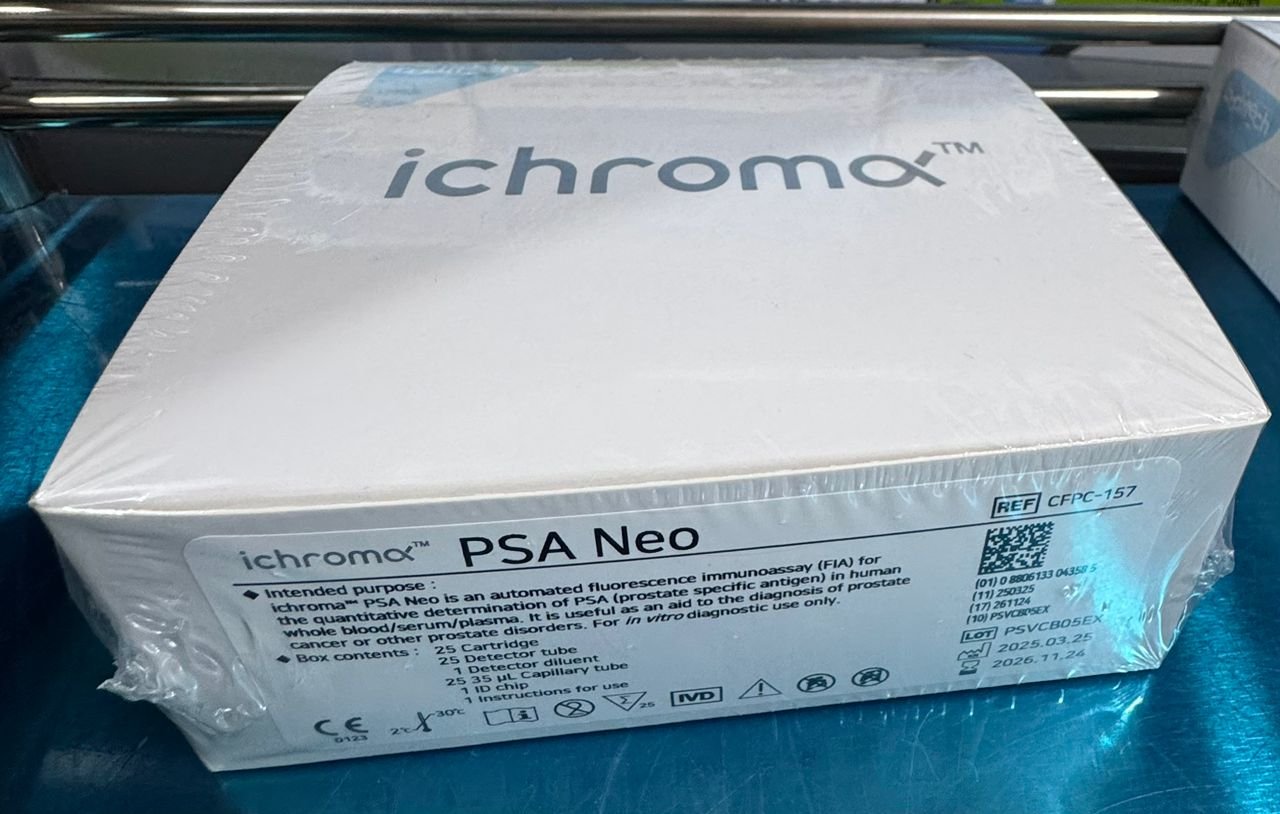 ichroma™
ichroma™ PSA Neo
REF CFPC-157
◆ Intended purpose :
ichroma™ PSA Neo is an automated fluorescence immunoassay (FIA) for
the quantitative determination of PSA (prostate specific antigen) in human
whole blood/serum/plasma. It is useful as an aid to the diagnosis of prostate
cancer or other prostate disorders. For in vitro diagnostic use only.
◆ Box contents : 25 Cartridge
25 Detector tube
1 Detector diluent
25 35 µL Capillary tube
1 ID chip
1 Instructions for use
(01) 0 8806133 04358 5
(11) 250325
(17) 261124
(10) PSVCB05EX
LOT PSVCB05EX
2025.03.25
2026.11.24
CE
0123
2℃
30℃
i
2
Σ
25
IVD
!